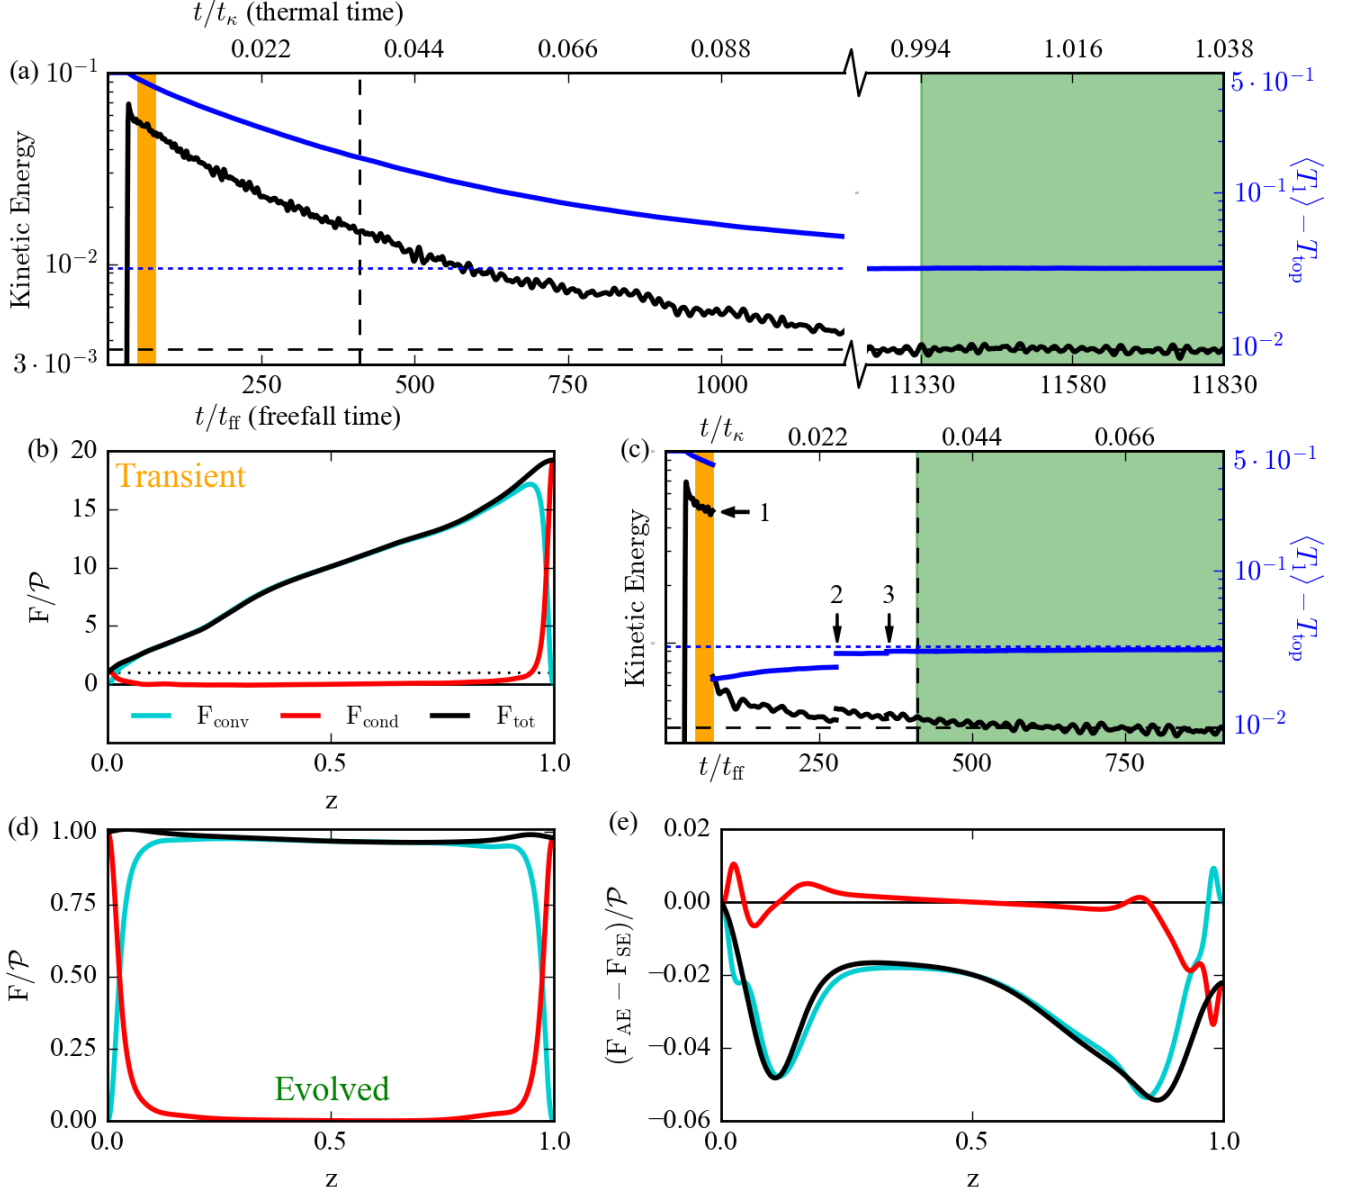 t/t_κ (thermal time)
0.022 0.044 0.066 0.088 0.994 1.016 1.038
(a)
10⁻¹ 10⁻² 3·10⁻³
Kinetic Energy
5·10⁻¹ 10⁻¹ 10⁻²
⟨T₁⟩ − T_top
250 500 750 1000 11330 11580 11830
t/t_ff (freefall time)
(b)
Transient
20 15 10 5 0
F/𝒫
F_conv F_cond F_tot
0.0 0.5 1.0
z
(c)
t/t_κ 0.022 0.044 0.066
Kinetic Energy
1
2 3
5·10⁻¹ 10⁻¹ 10⁻²
⟨T₁⟩ − T_top
t/t_ff 250 500 750
(d)
1.00 0.75 0.50 0.25 0.00
F/𝒫
Evolved
0.0 0.5 1.0
z
(e)
0.02 0.00 −0.02 −0.04 −0.06
(F_AE − F_SE)/𝒫
0.0 0.5 1.0
z